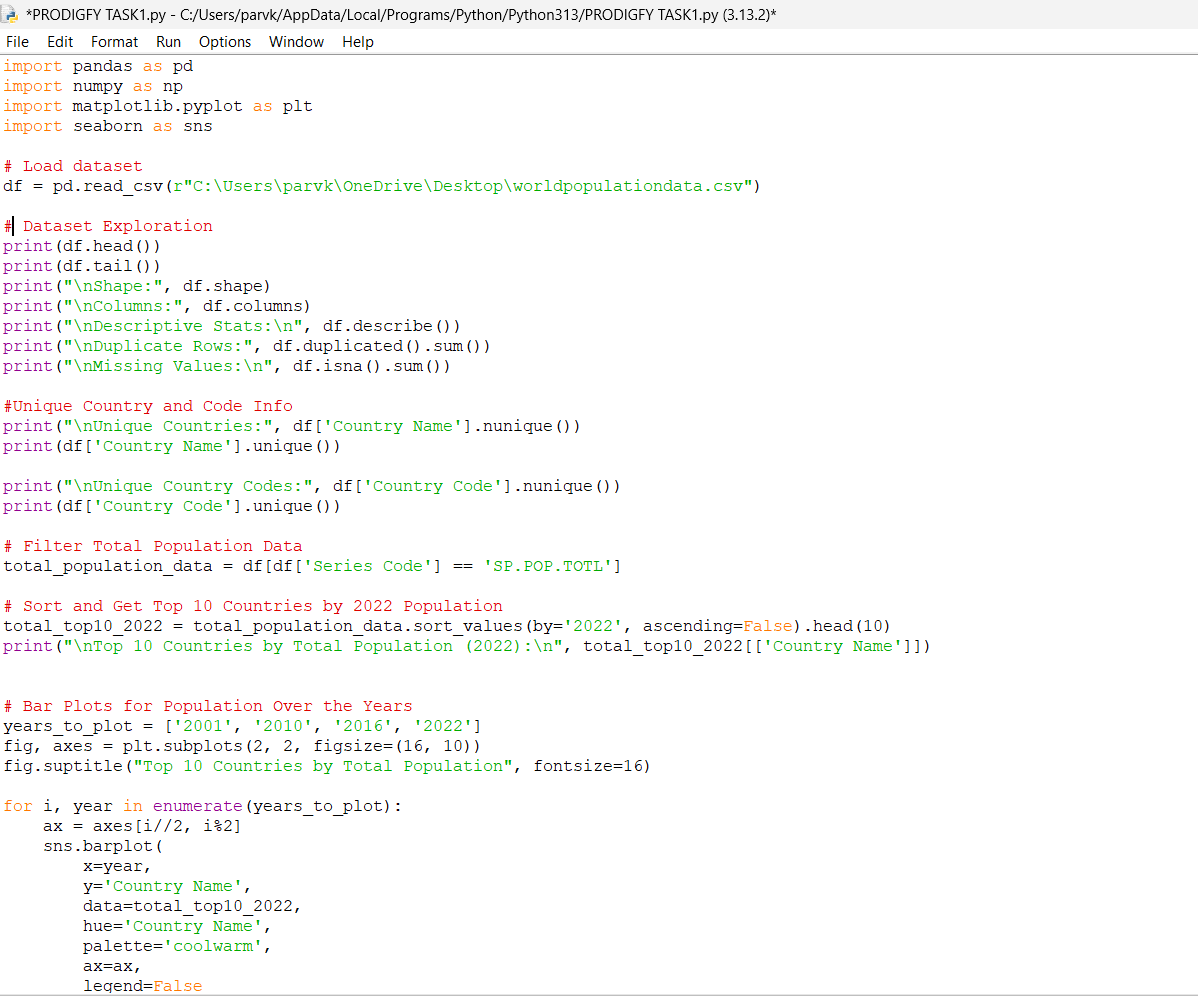 *PRODIGFY TASK1.py - C:/Users/parvk/AppData/Local/Programs/Python/Python313/PRODIGFY TASK1.py (3.13.2)*
File Edit Format Run Options Window Help
import pandas as pd
import numpy as np
import matplotlib.pyplot as plt
import seaborn as sns

# Load dataset
df = pd.read_csv(r"C:\Users\parvk\OneDrive\Desktop\worldpopulationdata.csv")

# Dataset Exploration
print(df.head())
print(df.tail())
print("\nShape:", df.shape)
print("\nColumns:", df.columns)
print("\nDescriptive Stats:\n", df.describe())
print("\nDuplicate Rows:", df.duplicated().sum())
print("\nMissing Values:\n", df.isna().sum())

#Unique Country and Code Info
print("\nUnique Countries:", df['Country Name'].nunique())
print(df['Country Name'].unique())

print("\nUnique Country Codes:", df['Country Code'].nunique())
print(df['Country Code'].unique())

# Filter Total Population Data
total_population_data = df[df['Series Code'] == 'SP.POP.TOTL']

# Sort and Get Top 10 Countries by 2022 Population
total_top10_2022 = total_population_data.sort_values(by='2022', ascending=False).head(10)
print("\nTop 10 Countries by Total Population (2022):\n", total_top10_2022[['Country Name']])


# Bar Plots for Population Over the Years
years_to_plot = ['2001', '2010', '2016', '2022']
fig, axes = plt.subplots(2, 2, figsize=(16, 10))
fig.suptitle("Top 10 Countries by Total Population", fontsize=16)

for i, year in enumerate(years_to_plot):
    ax = axes[i//2, i%2]
    sns.barplot(
        x=year,
        y='Country Name',
        data=total_top10_2022,
        hue='Country Name',
        palette='coolwarm',
        ax=ax,
        legend=False